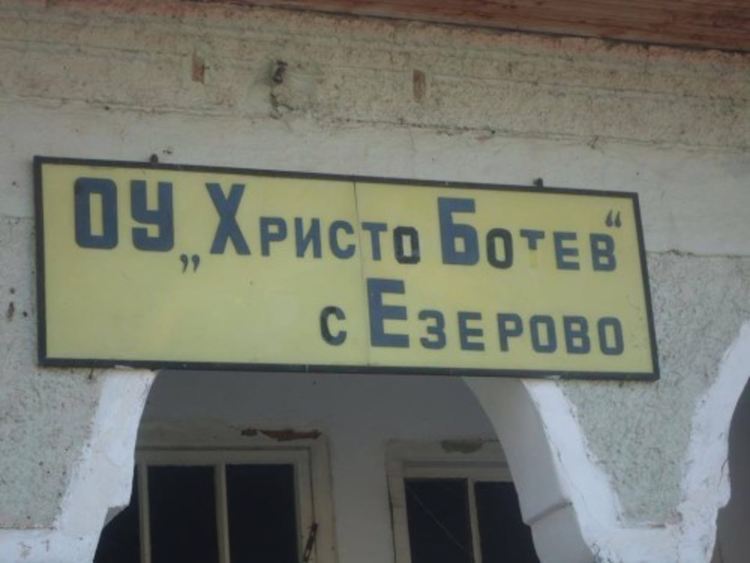 ОУ „Христо Ботев“
с Езерово